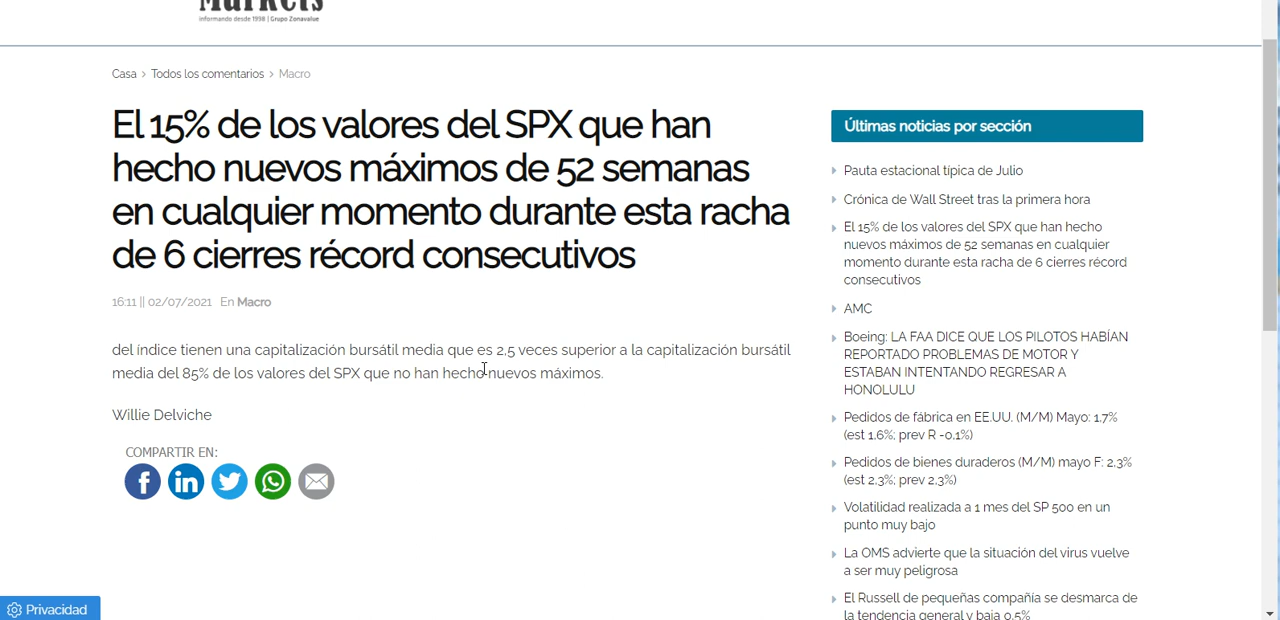 Markets
informando desde 1998 | Grupo Zonavalue
Casa > Todos los comentarios > Macro
El 15% de los valores del SPX que han
hecho nuevos máximos de 52 semanas
en cualquier momento durante esta racha
de 6 cierres récord consecutivos
16:11 || 02/07/2021 En Macro
del índice tienen una capitalización bursátil media que es 2,5 veces superior a la capitalización bursátil
media del 85% de los valores del SPX que no han hecho nuevos máximos.
Willie Delviche
COMPARTIR EN:
Privacidad
Últimas noticias por sección
Pauta estacional típica de Julio
Crónica de Wall Street tras la primera hora
El 15% de los valores del SPX que han hecho
nuevos máximos de 52 semanas en cualquier
momento durante esta racha de 6 cierres récord
consecutivos
AMC
Boeing: LA FAA DICE QUE LOS PILOTOS HABÍAN
REPORTADO PROBLEMAS DE MOTOR Y
ESTABAN INTENTANDO REGRESAR A
HONOLULU
Pedidos de fábrica en EE.UU. (M/M) Mayo: 1,7%
(est 1.6%; prev R -0,1%)
Pedidos de bienes duraderos (M/M) mayo F: 2,3%
(est 2,3%; prev 2,3%)
Volatilidad realizada a 1 mes del SP 500 en un
punto muy bajo
La OMS advierte que la situación del virus vuelve
a ser muy peligrosa
El Russell de pequeñas compañía se desmarca de
la tendencia general y baja 0,5%